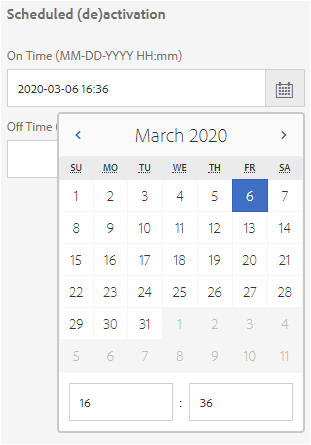 Scheduled (de)activation
On Time (MM-DD-YYYY HH:mm)
2020-03-06 16:36
Off Time (
March 2020
SU MO TU WE TH FR SA
1 2 3 4 5 6 7
8 9 10 11 12 13 14
15 16 17 18 19 20 21
22 23 24 25 26 27 28
29 30 31 1 2 3 4
5 6 7 8 9 10 11
16 : 36